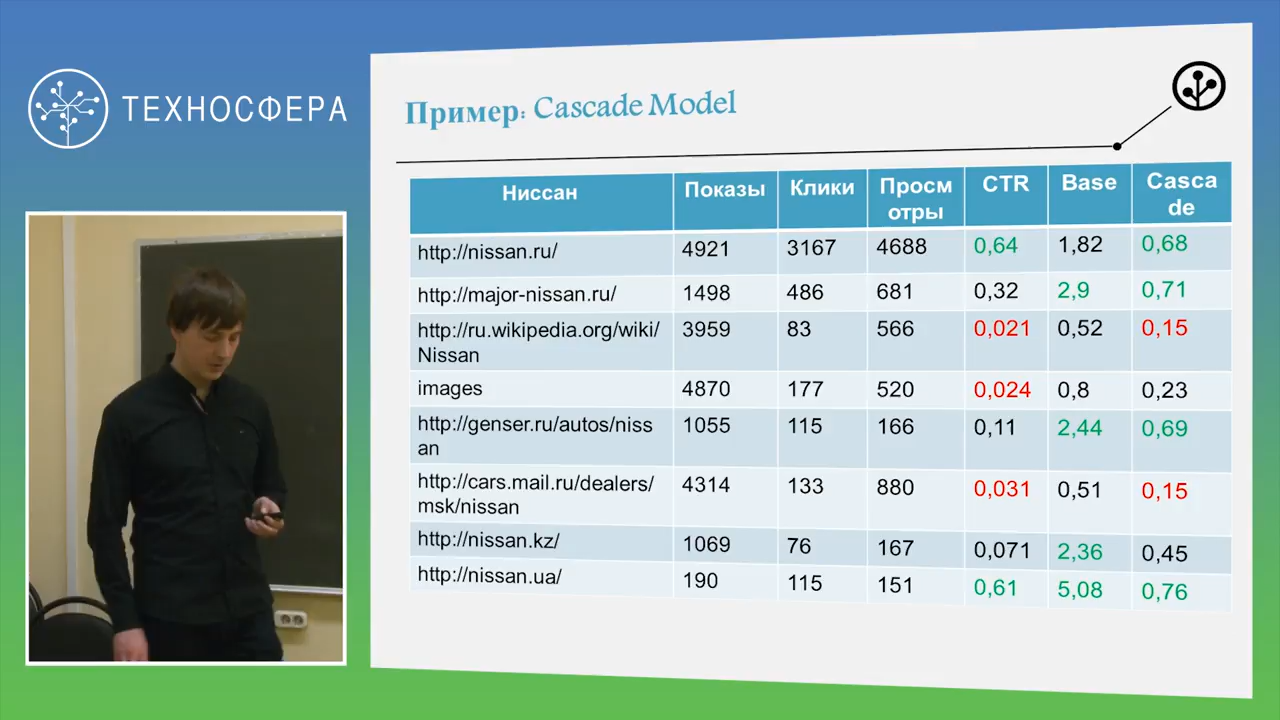 ТЕХНОСФЕРА
Пример: Cascade Model
Ниссан Показы Клики Просм отры CTR Base Casca de
http://nissan.ru/ 4921 3167 4688 0,64 1,82 0,68
http://major-nissan.ru/ 1498 486 681 0,32 2,9 0,71
http://ru.wikipedia.org/wiki/ 3959 83 566 0,021 0,52 0,15
Nissan
images 4870 177 520 0,024 0,8 0,23
http://genser.ru/autos/niss 1055 115 166 0,11 2,44 0,69
an
http://cars.mail.ru/dealers/ 4314 133 880 0,031 0,51 0,15
msk/nissan
http://nissan.kz/ 1069 76 167 0,071 2,36 0,45
http://nissan.ua/ 190 115 151 0,61 5,08 0,76